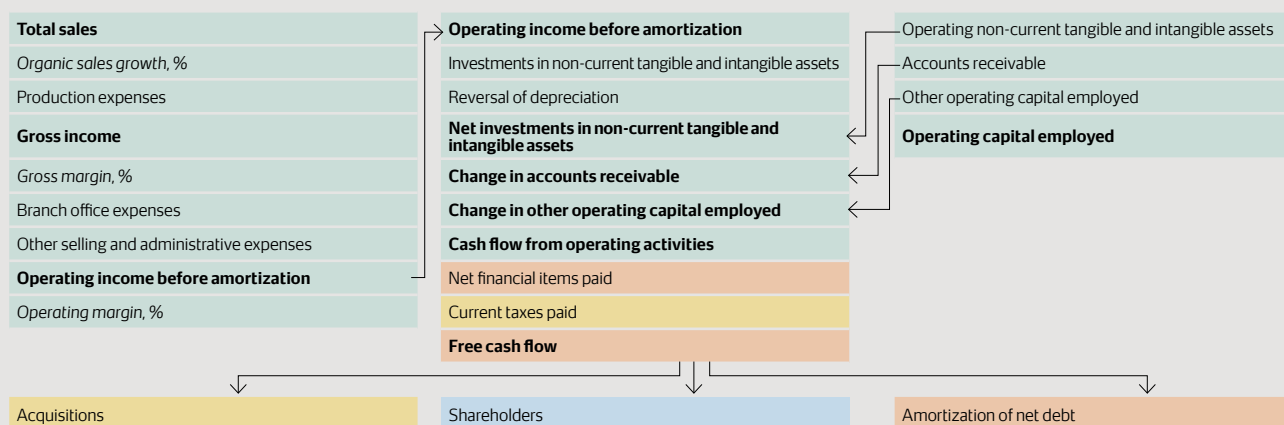 Total sales
Organic sales growth, %
Production expenses
Gross income
Gross margin, %
Branch office expenses
Other selling and administrative expenses
Operating income before amortization
Operating margin, %
Operating income before amortization
Investments in non-current tangible and intangible assets
Reversal of depreciation
Net investments in non-current tangible and
intangible assets
Change in accounts receivable
Change in other operating capital employed
Cash flow from operating activities
Net financial items paid
Current taxes paid
Free cash flow
Operating non-current tangible and intangible assets
Accounts receivable
Other operating capital employed
Operating capital employed
Acquisitions
Shareholders
Amortization of net debt